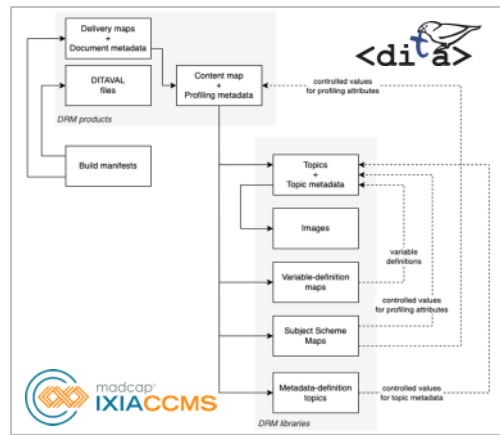 Delivery maps
+
Document metadata
<dita>
DITAVAL
files
Content map
+
Profiling metadata
controlled values
for profiling attributes
DRM products
Build manifests
Topics
+
Topic metadata
Images
variable
definitions
Variable-definition
maps
controlled values
for profiling attributes
Subject Scheme
Maps
madcap®
IXIACCMS
Metadata-definition
topics
controlled values
for topic metadata
DRM libraries